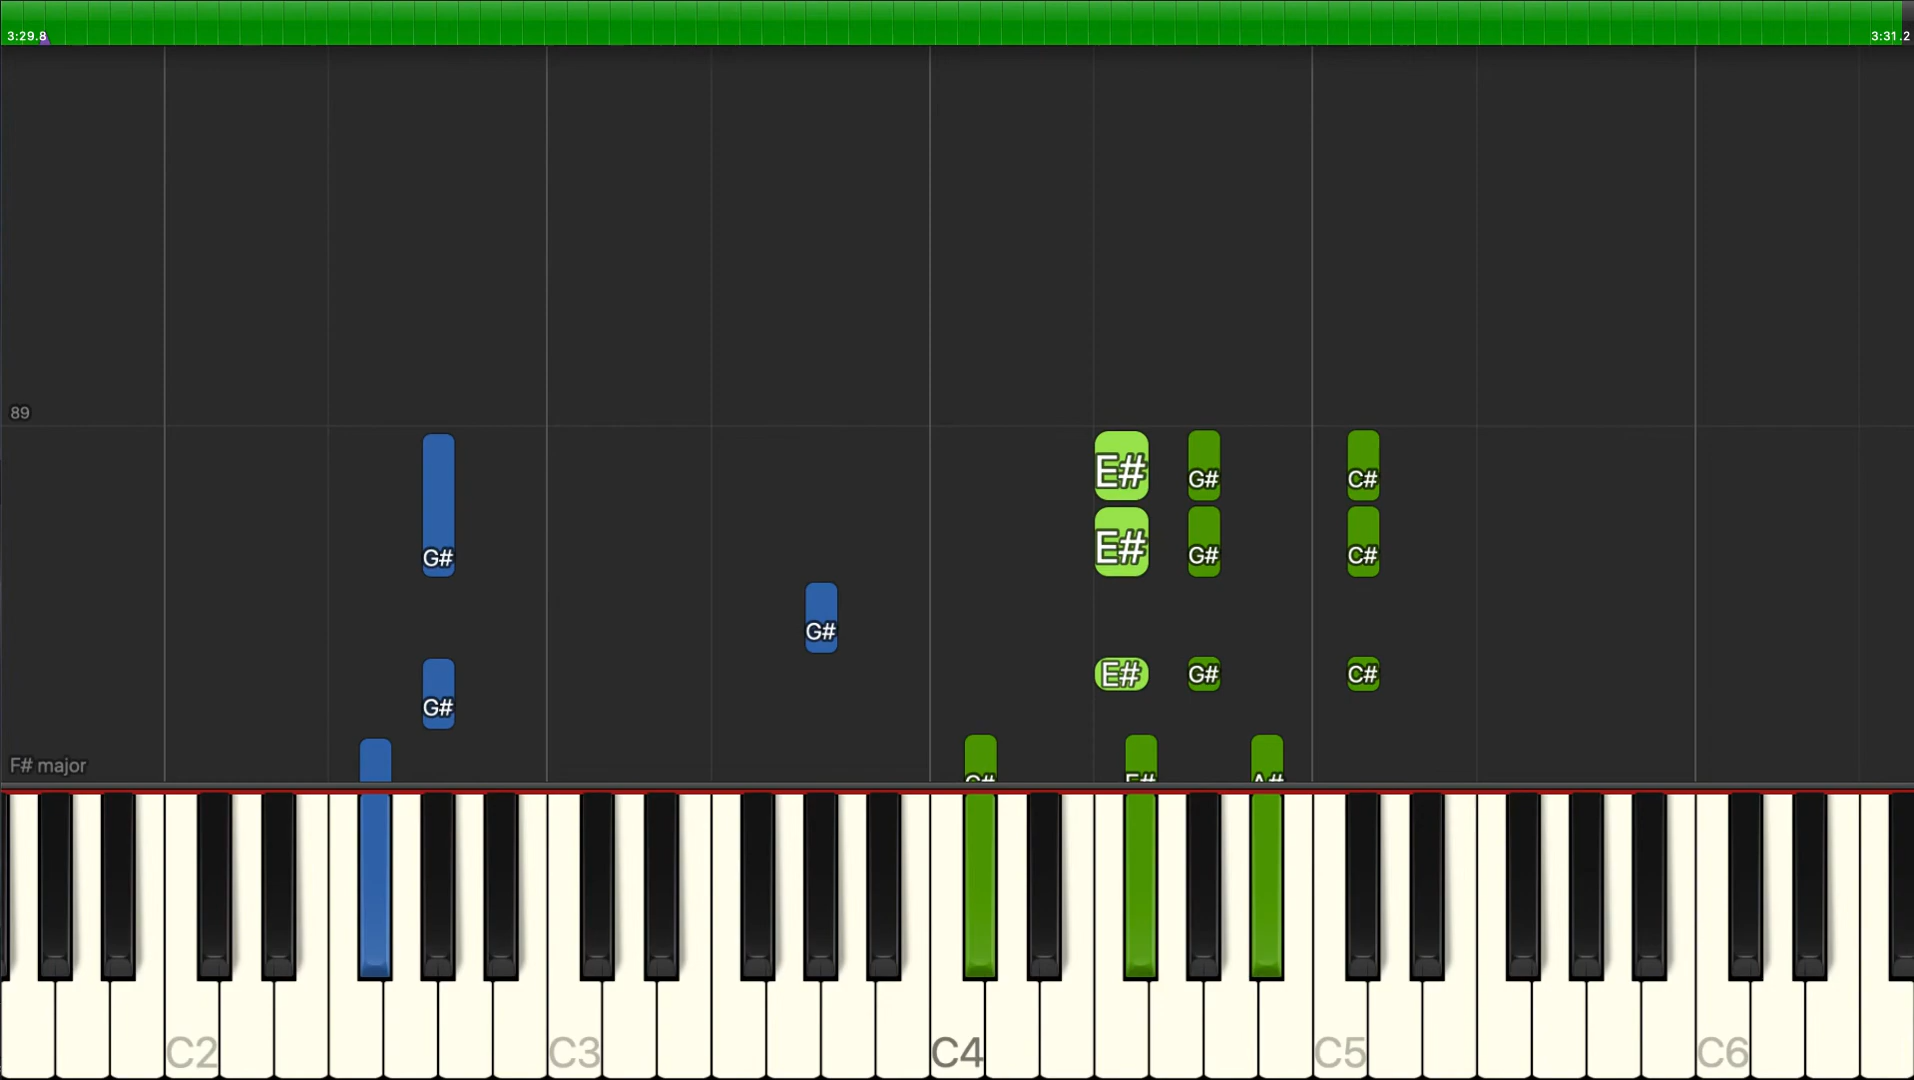 3:29.8 3:31.2
89
E# G# C#
G# E# G# C#
G#
E# G# C#
G#
F# major C# F# A#
C2 C3 C4 C5 C6